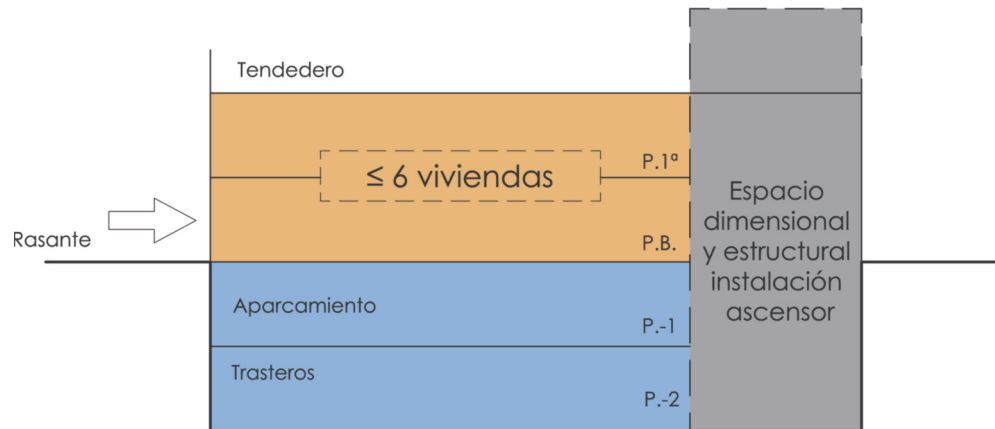 Tendedero
P.1ª
≤ 6 viviendas
Rasante
P.B.
Aparcamiento
P.-1
Trasteros
P.-2
Espacio
dimensional
y estructural
instalación
ascensor